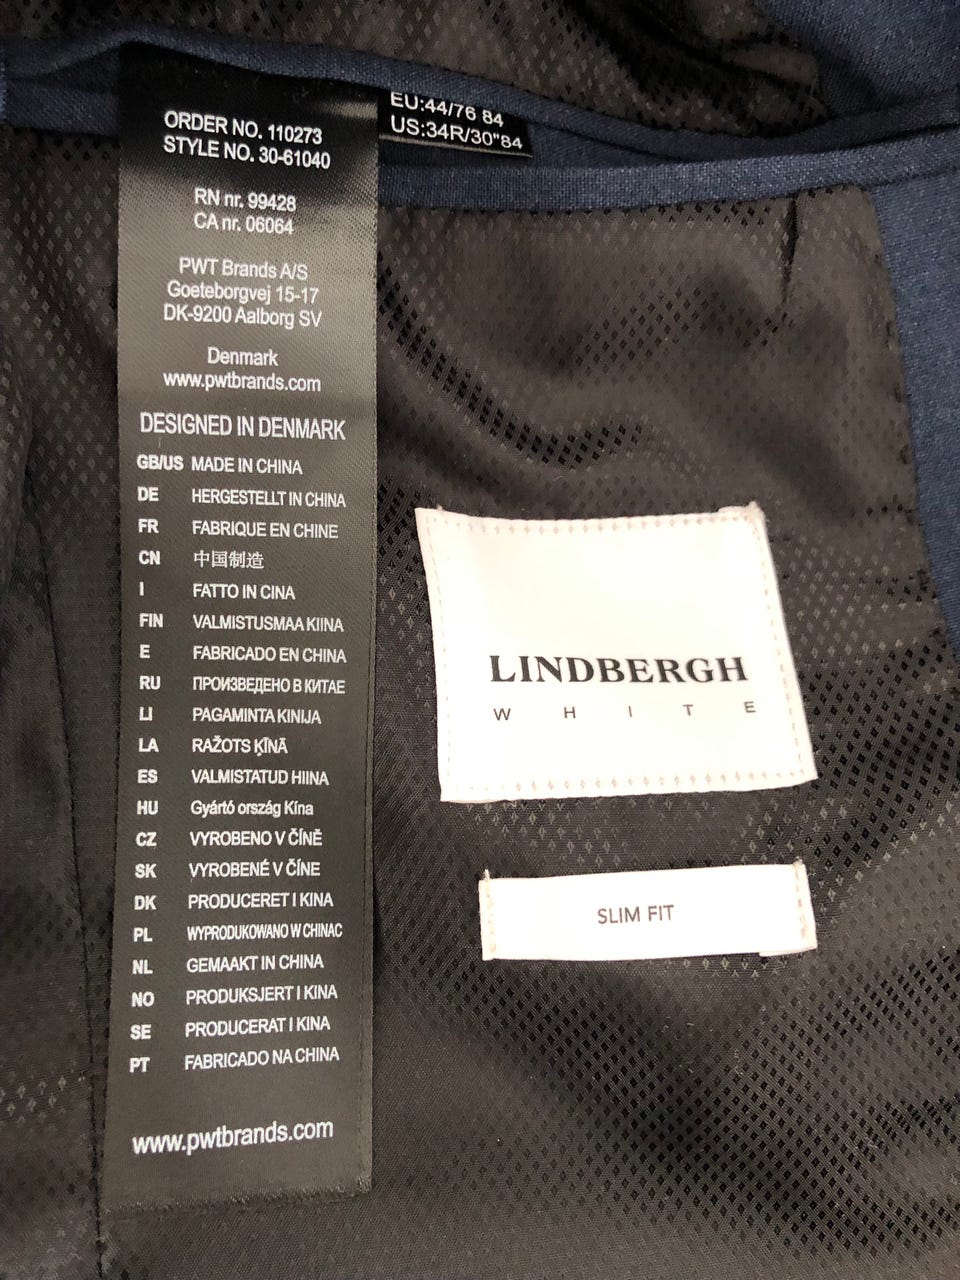 ORDER NO. 110273
STYLE NO. 30-61040
RN nr. 99428
CA nr. 06064
PWT Brands A/S
Goeteborgvej 15-17
DK-9200 Aalborg SV
Denmark
www.pwtbrands.com
DESIGNED IN DENMARK
GB/US MADE IN CHINA
DE HERGESTELLT IN CHINA
FR FABRIQUE EN CHINE
CN 中国制造
I FATTO IN CINA
FIN VALMISTUSMAA KIINA
E FABRICADO EN CHINA
RU ПРОИЗВЕДЕНО В КИТАЕ
LI PAGAMINTA KINIJA
LA RAŽOTS ĶĪNĀ
ES VALMISTATUD HIINA
HU Gyártó ország Kína
CZ VYROBENO V ČÍNĚ
SK VYROBENÉ V ČÍNE
DK PRODUCERET I KINA
PL WYPRODUKOWANO W CHINAC
NL GEMAAKT IN CHINA
NO PRODUKSJERT I KINA
SE PRODUCERAT I KINA
PT FABRICADO NA CHINA
www.pwtbrands.com
EU:44/76 84
US:34R/30"84
LINDBERGH
WHITE
SLIM FIT